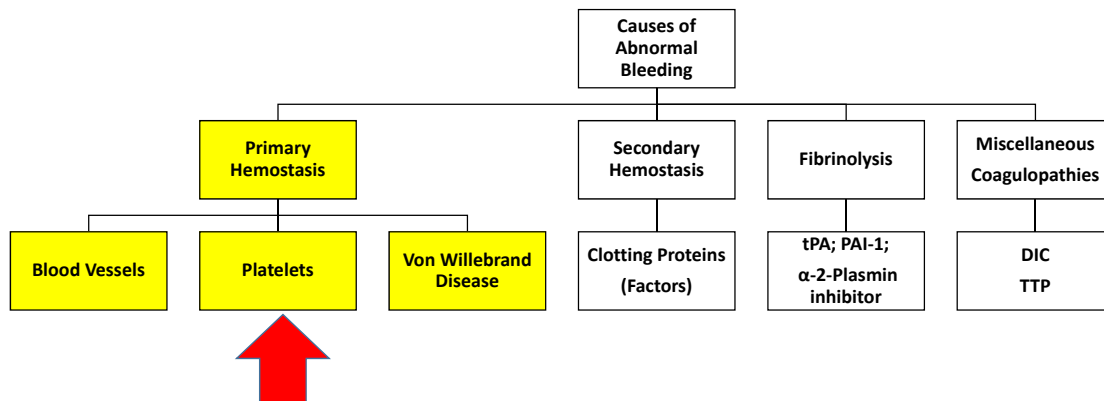 Causes of
Abnormal
Bleeding
Primary
Hemostasis
Secondary
Hemostasis
Fibrinolysis
Miscellaneous
Coagulopathies
Blood Vessels
Platelets
Von Willebrand
Disease
Clotting Proteins
(Factors)
tPA; PAI-1;
α-2-Plasmin
inhibitor
DIC
TTP